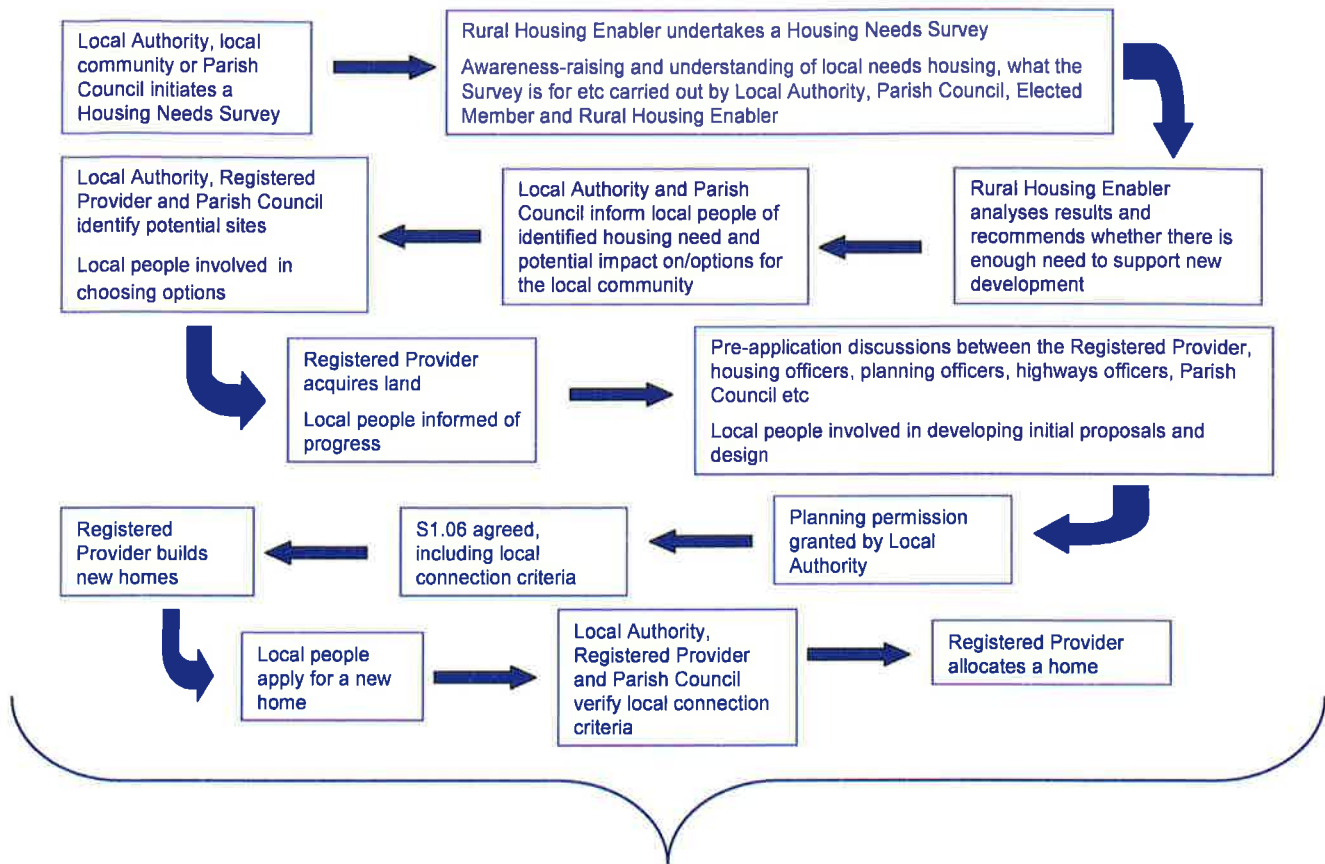 Local Authority, local
community or Parish
Council initiates a
Housing Needs Survey
Rural Housing Enabler undertakes a Housing Needs Survey
Awareness-raising and understanding of local needs housing, what the
Survey is for etc carried out by Local Authority, Parish Council, Elected
Member and Rural Housing Enabler
Rural Housing Enabler
analyses results and
recommends whether there is
enough need to support new
development
Local Authority and Parish
Council inform local people of
identified housing need and
potential impact on/options for
the local community
Local Authority, Registered
Provider and Parish Council
identify potential sites
Local people involved in
choosing options
Registered Provider
acquires land
Local people informed of
progress
Pre-application discussions between the Registered Provider,
housing officers, planning officers, highways officers, Parish
Council etc
Local people involved in developing initial proposals and
design
Planning permission
granted by Local
Authority
S1.06 agreed,
including local
connection criteria
Registered
Provider builds
new homes
Local people
apply for a new
home
Local Authority,
Registered Provider
and Parish Council
verify local connection
criteria
Registered Provider
allocates a home